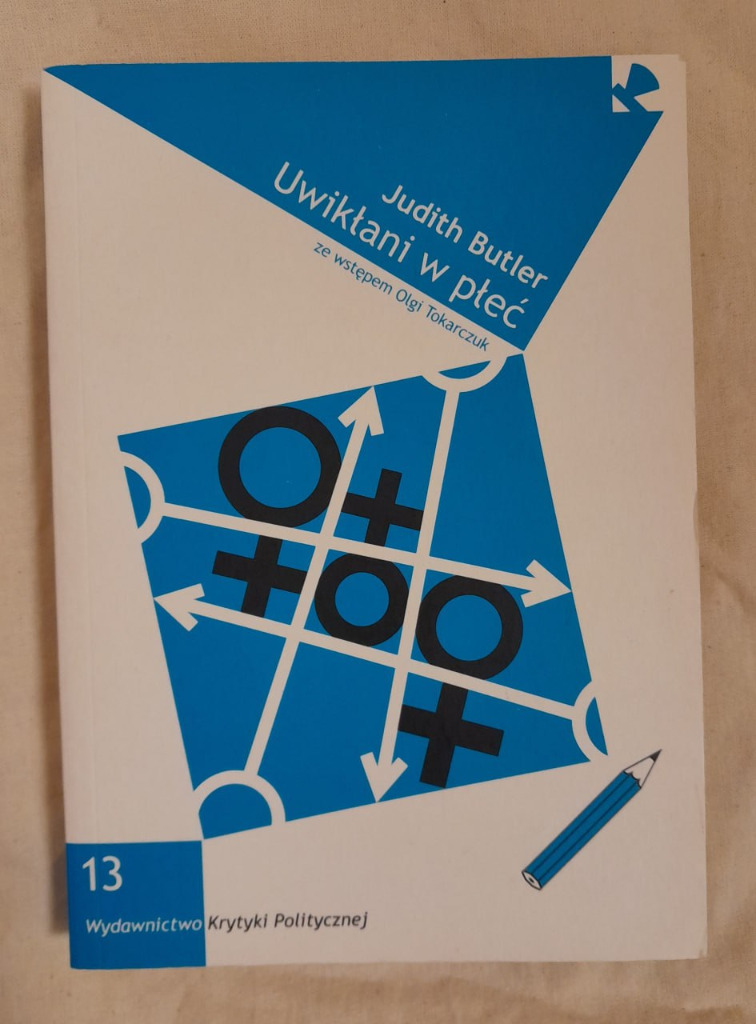 Judith Butler
Uwikłani w płeć
ze wstępem Olgi Tokarczuk
13
Wydawnictwo Krytyki Politycznej